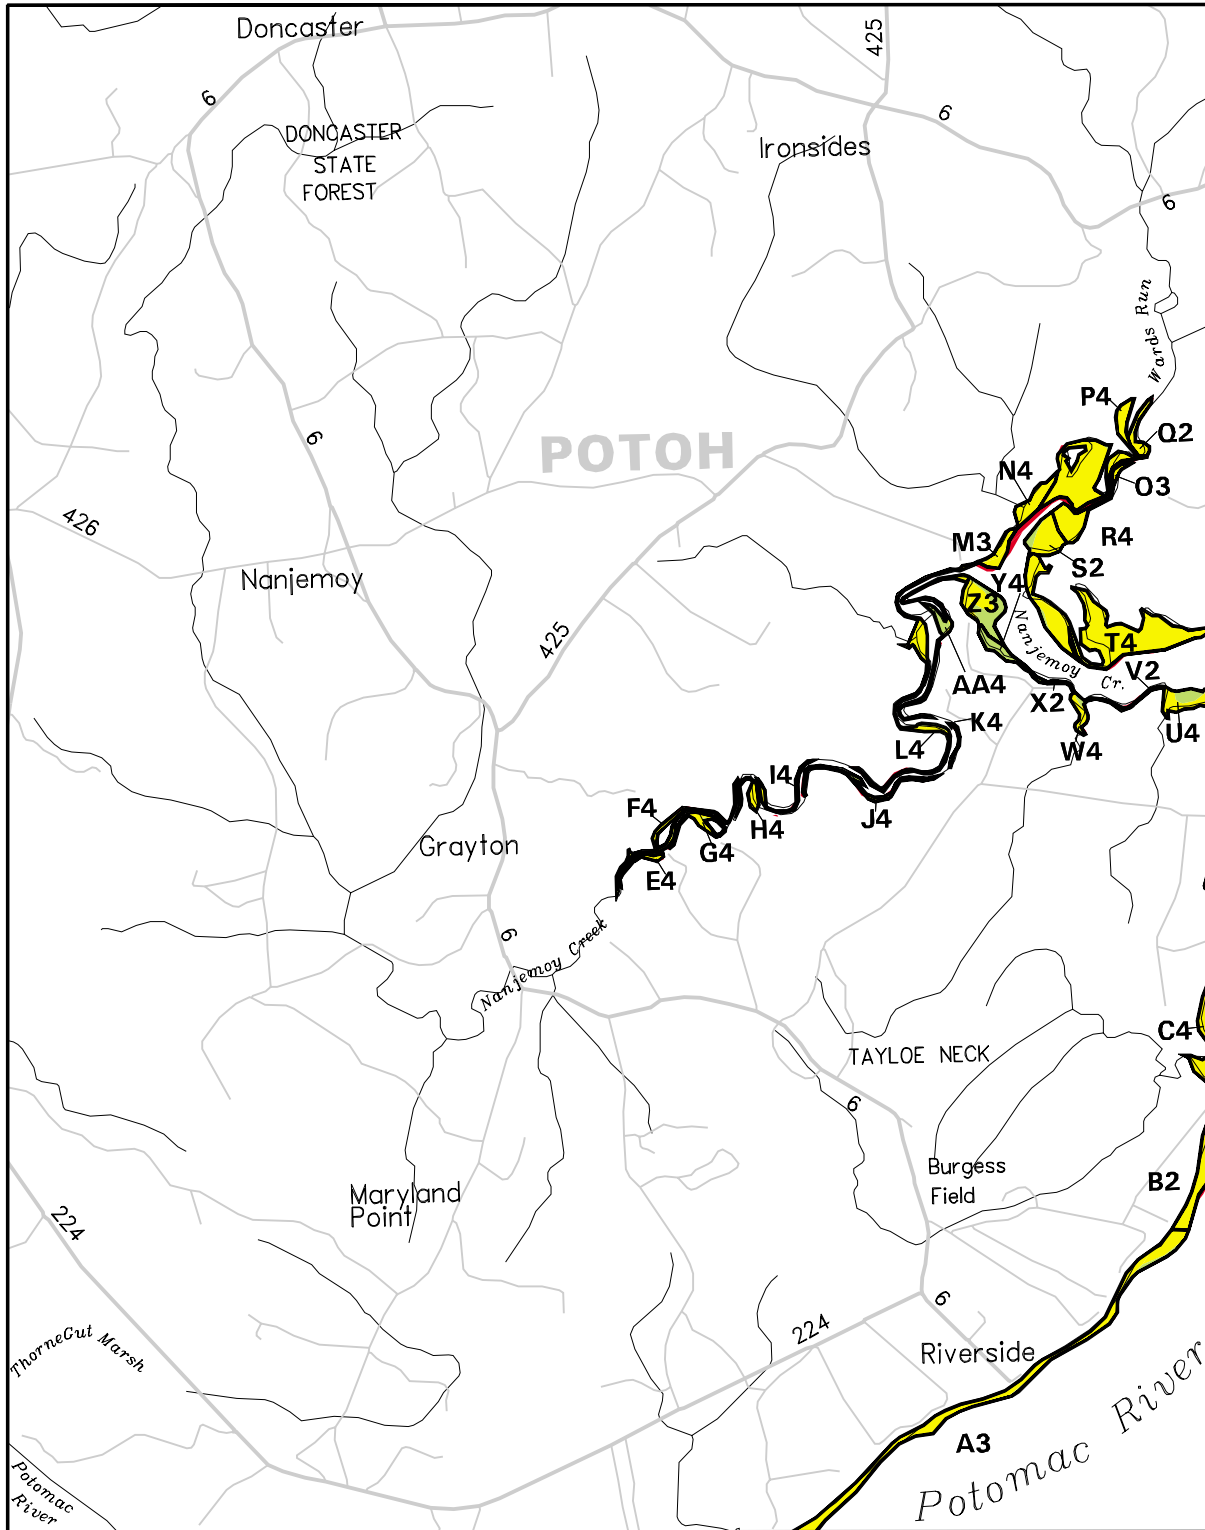 Doncaster
425
6
6
DONCASTER
STATE
FOREST
Ironsides
6
Wards Run
P4
Q2
6
POTOH
N4
O3
426
M3
R4
S2
Nanjemoy
Y4
Z3
425
Nanjemoy Cr.
T4
V2
AA4
X2
K4
L4
W4
U4
I4
F4
H4
J4
Grayton
G4
E4
6
Nanjemoy Creek
C4
TAYLOE NECK
6
Burgess
Field
B2
Maryland
Point
224
6
224
ThorneGut Marsh
Riverside
A3
Potomac River
Potomac
River